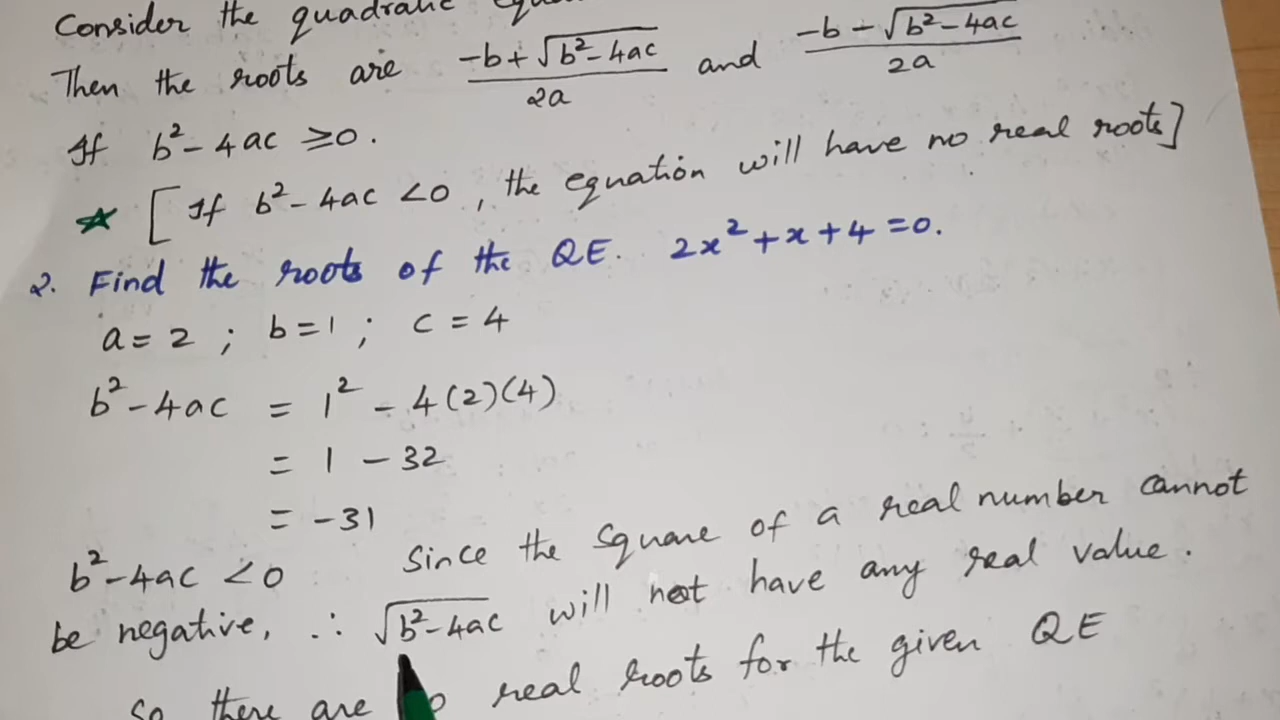 Consider the quadratic
Then the roots are -b+√b²-4ac / 2a and -b-√b²-4ac / 2a
If b²-4ac ≥0.
☆ [If b²-4ac <0, the equation will have no real roots]
2. Find the roots of the QE. 2x²+x+4=0.
a=2 ; b=1 ; c=4
b²-4ac = 1² - 4(2)(4)
= 1 - 32
= -31
b²-4ac <0 Since the square of a real number cannot
be negative, ∴ √b²-4ac will not have any real value.
So there are no real roots for the given QE